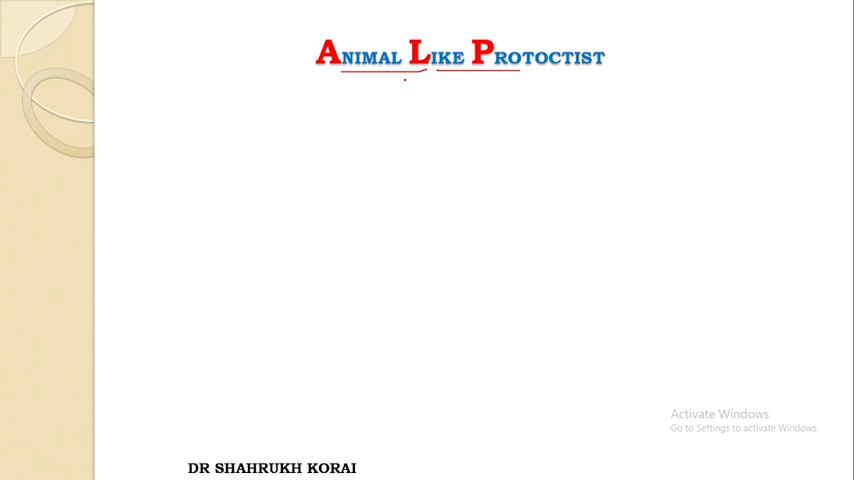 Animal Like Protoctist
Activate Windows
Go to Settings to activate Windows.
DR SHAHRUKH KORAI